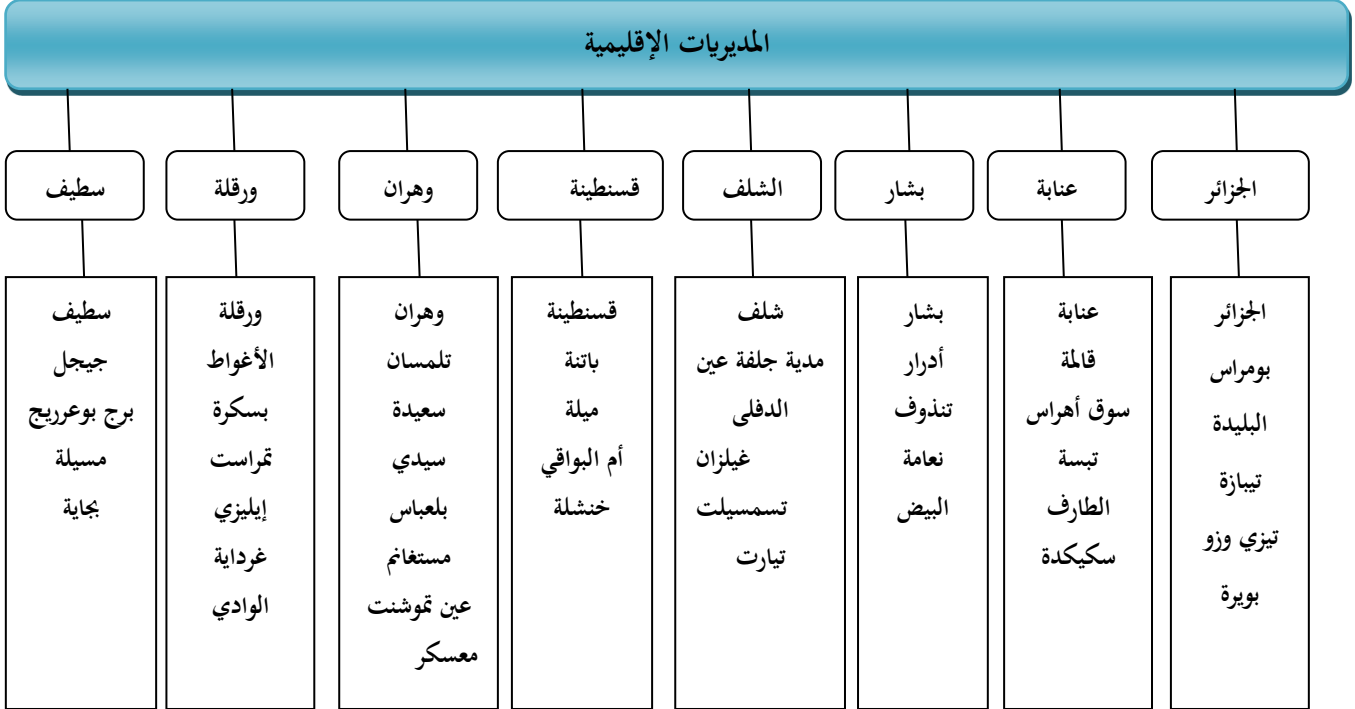 المديريات الإقليمية
الجزائر
عنابة
بشار
الشلف
قسنطينة
وهران
ورقلة
سطيف
الجزائر
بومراس
البليدة
تيبازة
تيزي وزو
بويرة
عنابة
قالمة
سوق أهراس
تبسة
الطارف
سكيكدة
بشار
أدرار
تنذوف
نعامة
البيض
شلف
مدية جلفة عين
الدفلى
غيلزان
تسمسيلت
تيارت
قسنطينة
باتنة
ميلة
أم البواقي
خنشلة
وهران
تلمسان
سعيدة
سيدي
بلعباس
مستغانم
عين تموشنت
معسكر
ورقلة
الأغواط
بسكرة
تمراست
إيليزي
غرداية
الوادي
سطيف
جيجل
برج بوعرريج
مسيلة
بجاية